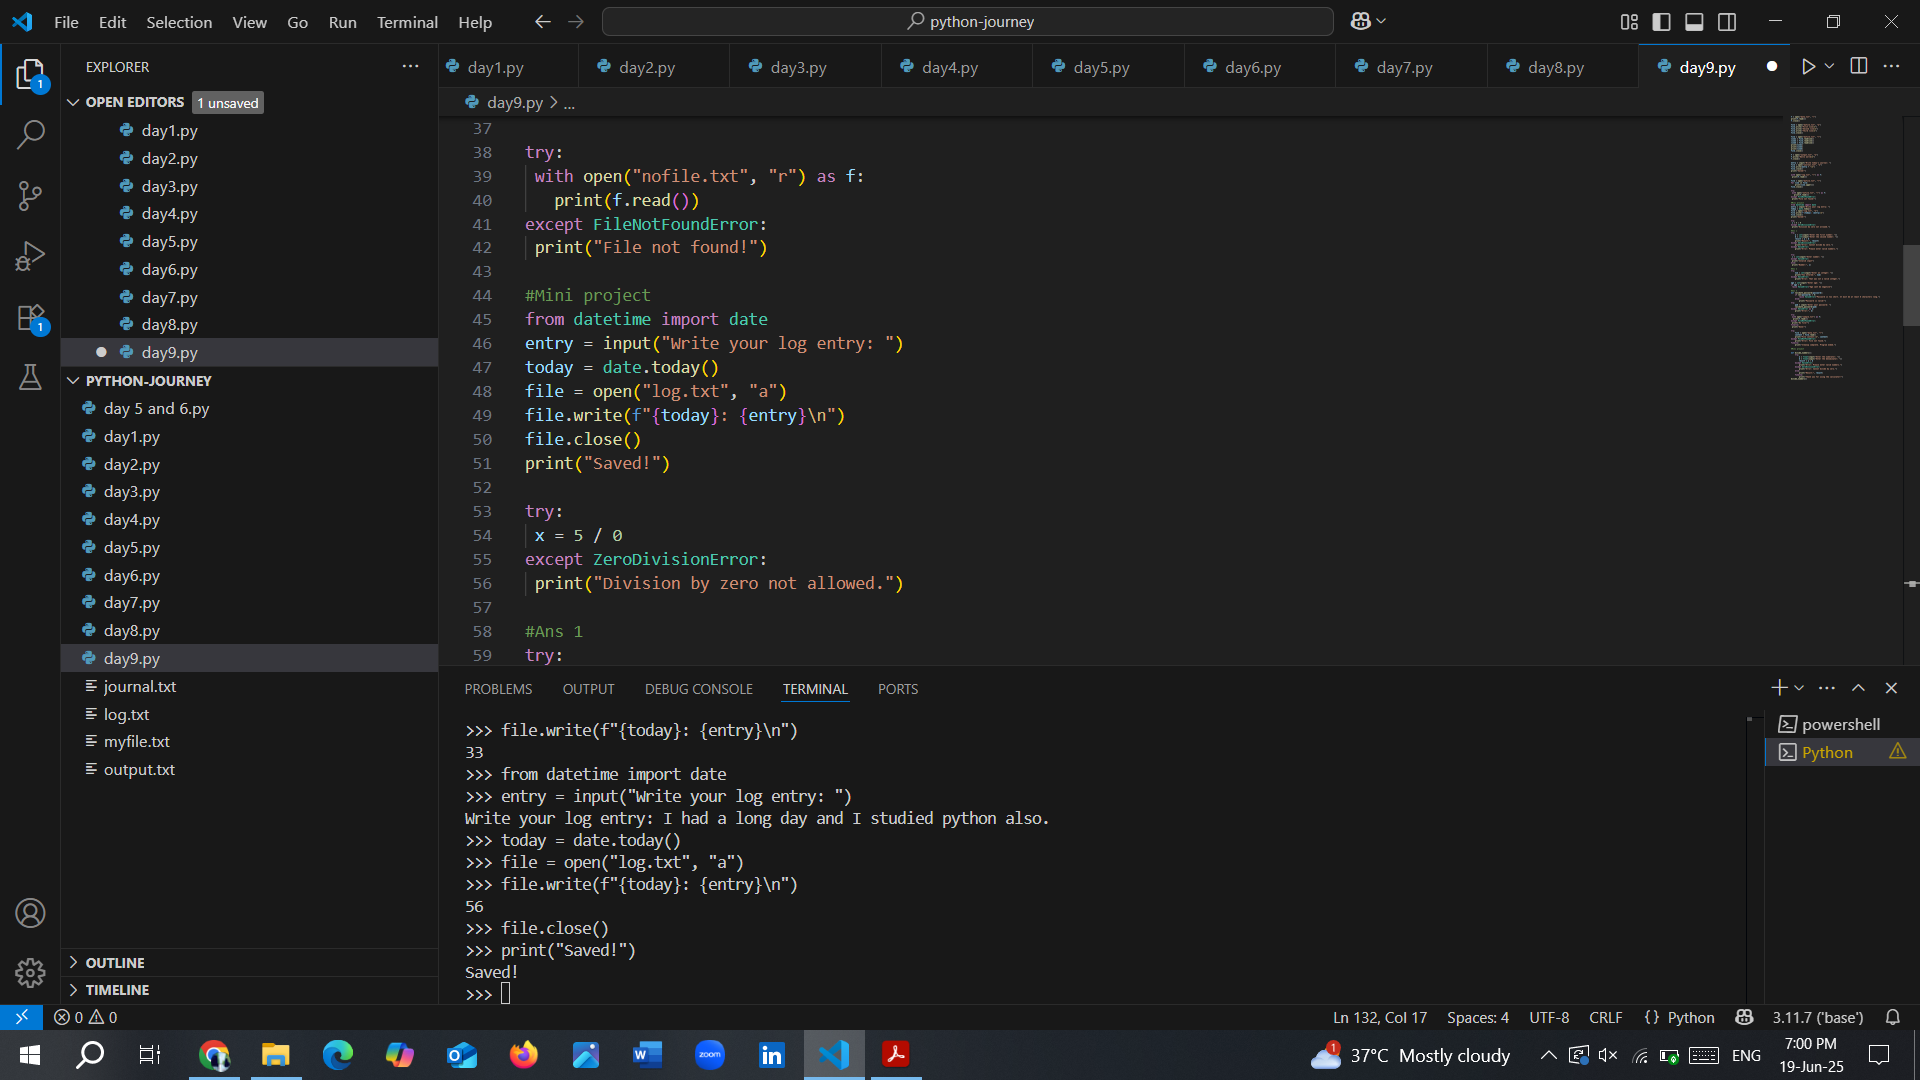 File Edit Selection View Go Run Terminal Help
python-journey
EXPLORER
OPEN EDITORS 1 unsaved
day1.py
day2.py
day3.py
day4.py
day5.py
day6.py
day7.py
day8.py
day9.py
PYTHON-JOURNEY
day 5 and 6.py
day1.py
day2.py
day3.py
day4.py
day5.py
day6.py
day7.py
day8.py
day9.py
journal.txt
log.txt
myfile.txt
output.txt
OUTLINE
TIMELINE
1
1
day1.py day2.py day3.py day4.py day5.py day6.py day7.py day8.py day9.py
day9.py > ...
37
38 try:
39 with open("nofile.txt", "r") as f:
40 print(f.read())
41 except FileNotFoundError:
42 print("File not found!")
43
44 #Mini project
45 from datetime import date
46 entry = input("Write your log entry: ")
47 today = date.today()
48 file = open("log.txt", "a")
49 file.write(f"{today}: {entry}\n")
50 file.close()
51 print("Saved!")
52
53 try:
54 x = 5 / 0
55 except ZeroDivisionError:
56 print("Division by zero not allowed.")
57
58 #Ans 1
59 try:
PROBLEMS OUTPUT DEBUG CONSOLE TERMINAL PORTS
>>> file.write(f"{today}: {entry}\n")
33
>>> from datetime import date
>>> entry = input("Write your log entry: ")
Write your log entry: I had a long day and I studied python also.
>>> today = date.today()
>>> file = open("log.txt", "a")
>>> file.write(f"{today}: {entry}\n")
56
>>> file.close()
>>> print("Saved!")
Saved!
>>>
powershell
Python
0 0
Ln 132, Col 17 Spaces: 4 UTF-8 CRLF {} Python 3.11.7 ('base')
zoom
1
37°C Mostly cloudy
ENG
7:00 PM
19-Jun-25